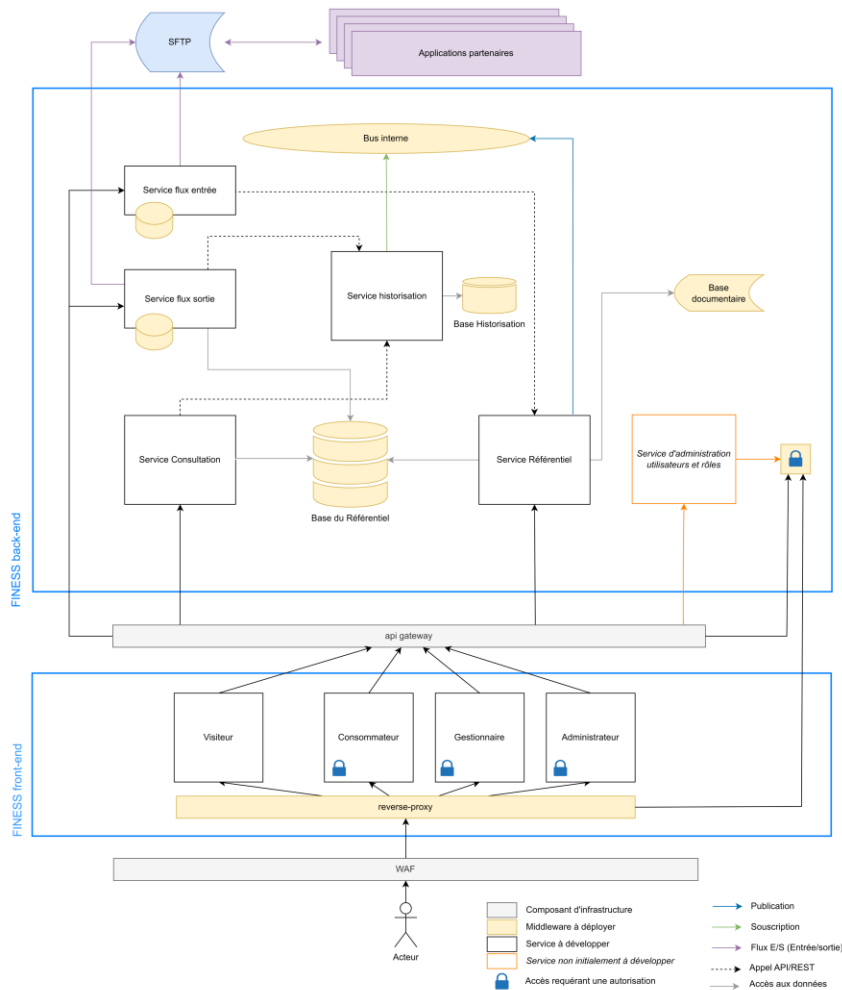 SFTP
Applications partenaires
Bus interne
Service flux entrée
Service flux sortie
Service historisation
Base Historisation
Base
documentaire
Service Consultation
Base du Référentiel
Service Référentiel
Service d'administration
utilisateurs et rôles
FINESS back-end
api gateway
Visiteur
Consommateur
Gestionnaire
Administrateur
reverse-proxy
FINESS front-end
WAF
Acteur
Composant d'infrastructure
Middleware à déployer
Service à développer
Service non initialement à développer
Accès requérant une autorisation
Publication
Souscription
Flux E/S (Entrée/sortie)
Appel API/REST
Accès aux données